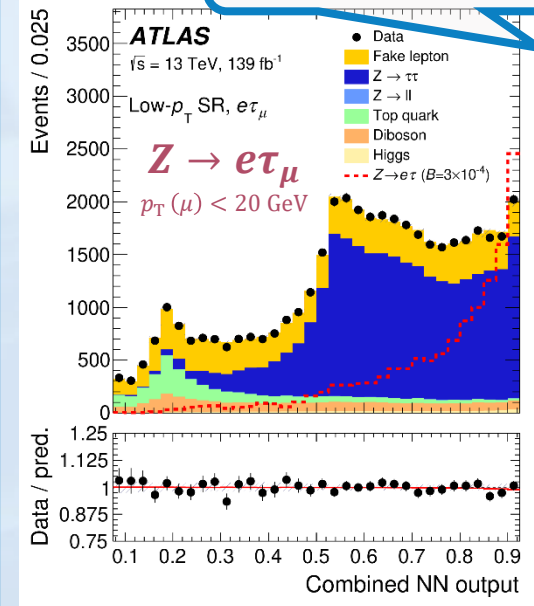 Events / 0.025
3500
3000
2500
2000
1500
1000
500
0
ATLAS
√s = 13 TeV, 139 fb⁻¹
Low-p_T SR, eτ_μ
Z → eτ_μ
p_T (μ) < 20 GeV
Data
Fake lepton
Z → ττ
Z → ll
Top quark
Diboson
Higgs
Z→eτ (B=3×10⁻⁴)
Data / pred.
1.25
1.125
1
0.875
0.75
0.1 0.2 0.3 0.4 0.5 0.6 0.7 0.8 0.9
Combined NN output